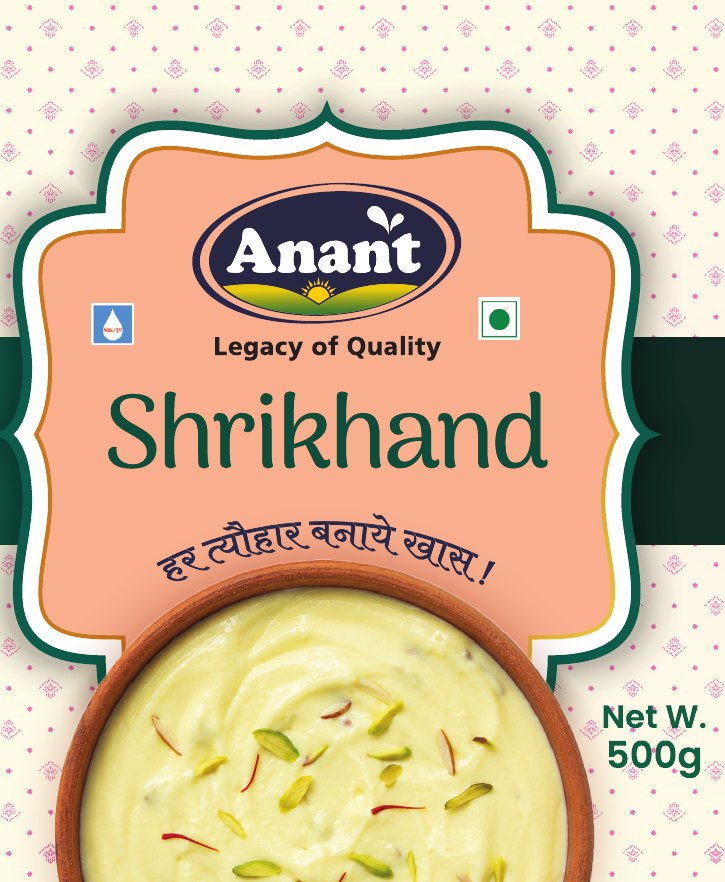 Anant
Legacy of Quality
Shrikhand
हर त्यौहार बनाये खास !
Net W.
500g